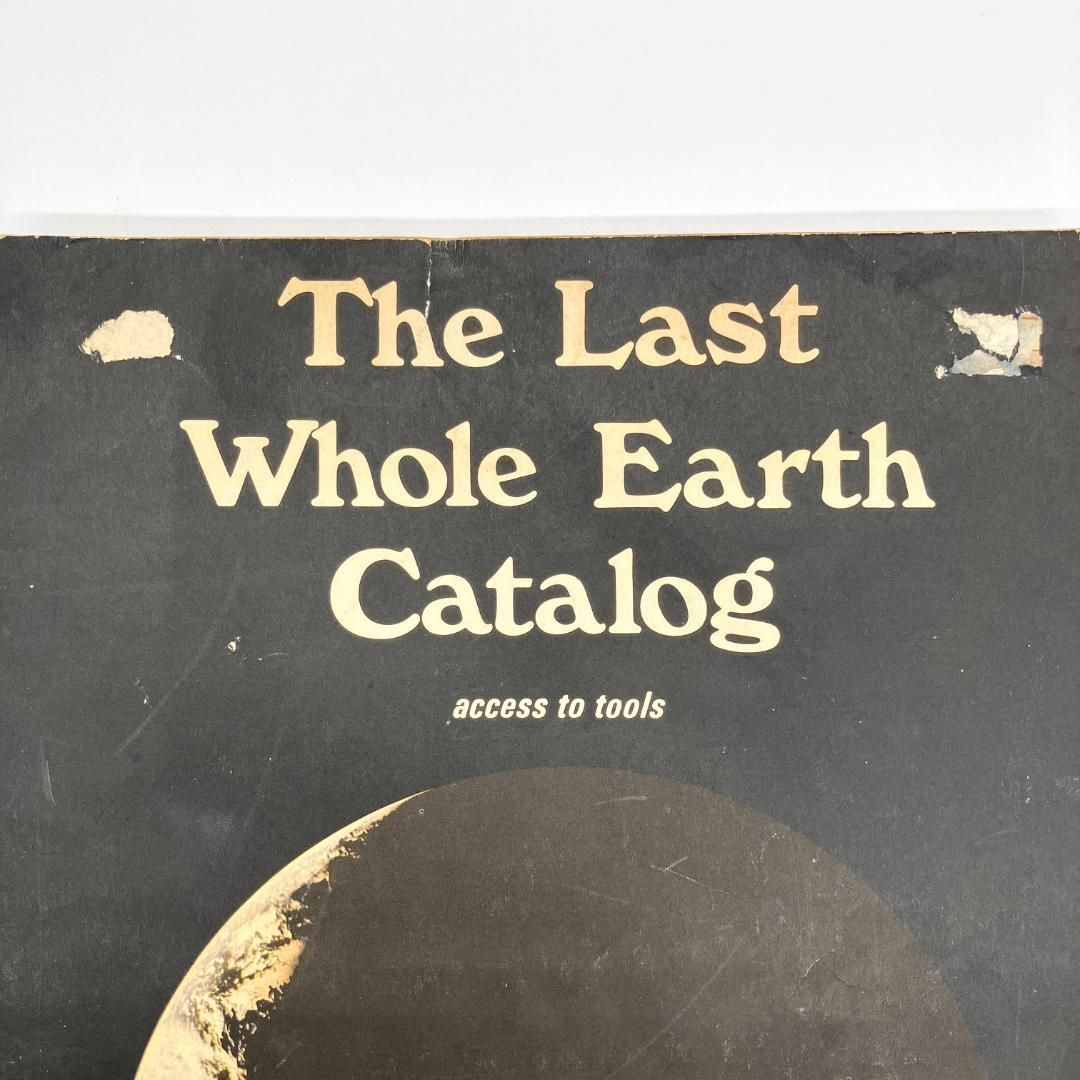 The Last
Whole Earth
Catalog
access to tools